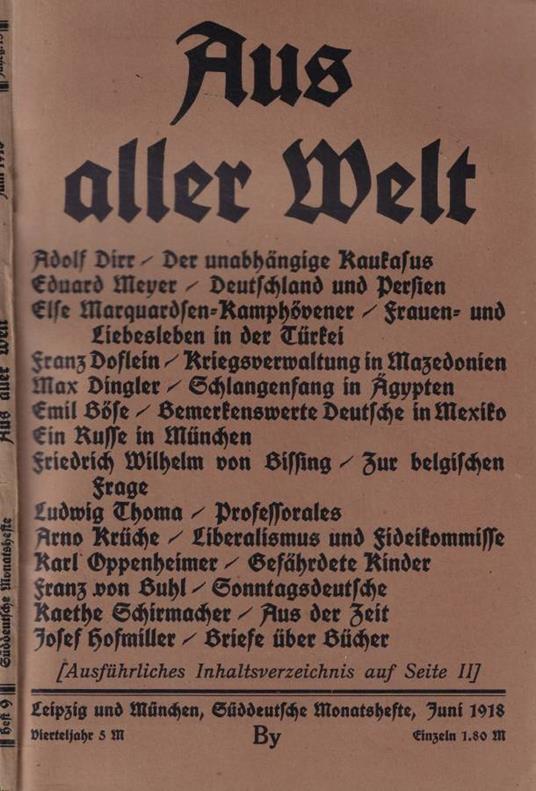 Aus
aller Welt
Adolf Dirr / Der unabhängige Kaukasus
Eduard Meyer / Deutschland und Persien
Else Marquardsen-Kamphövener / Frauen- und
Liebesleben in der Türkei
Franz Doflein / Kriegsverwaltung in Mazedonien
Max Dingler / Schlangenfang in Ägypten
Emil Böse / Bemerkenswerte Deutsche in Mexiko
Ein Russe in München
Friedrich Wilhelm von Bissing / Zur belgischen
Frage
Ludwig Thoma / Professorales
Arno Krüche / Liberalismus und Fideikommisse
Karl Oppenheimer / Gefährdete Kinder
Franz von Buhl / Sonntagsdeutsche
Kaethe Schirmacher / Aus der Zeit
Josef Hofmiller / Briefe über Bücher
[Ausführliches Inhaltsverzeichnis auf Seite II]
Leipzig und München, Süddeutsche Monatshefte, Juni 1918
Vierteljahr 5 M
By
Einzeln 1.80 M
Heft 9
Süddeutsche Monatshefte
Aus aller Welt
Juni 1918